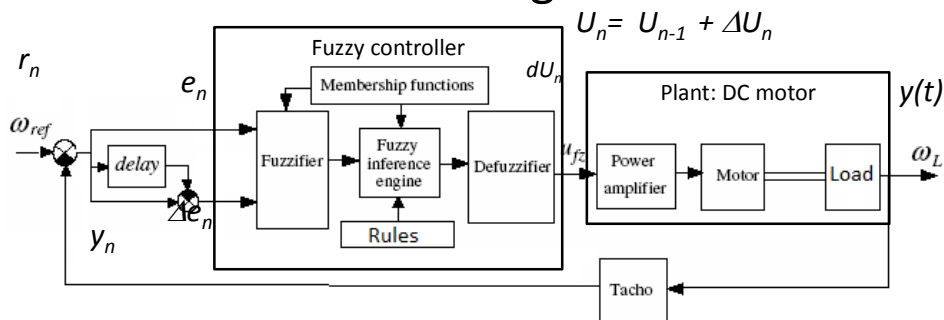 U_n= U_{n-1} + ΔU_n
Fuzzy controller
r_n
e_n
dU_n
Membership functions
Plant: DC motor
y(t)
ω_ref
delay
Fuzzifier
Fuzzy
inference
engine
Defuzzifier
u_fz
Power
amplifier
Motor
Load
ω_L
Δe_n
y_n
Rules
Tacho